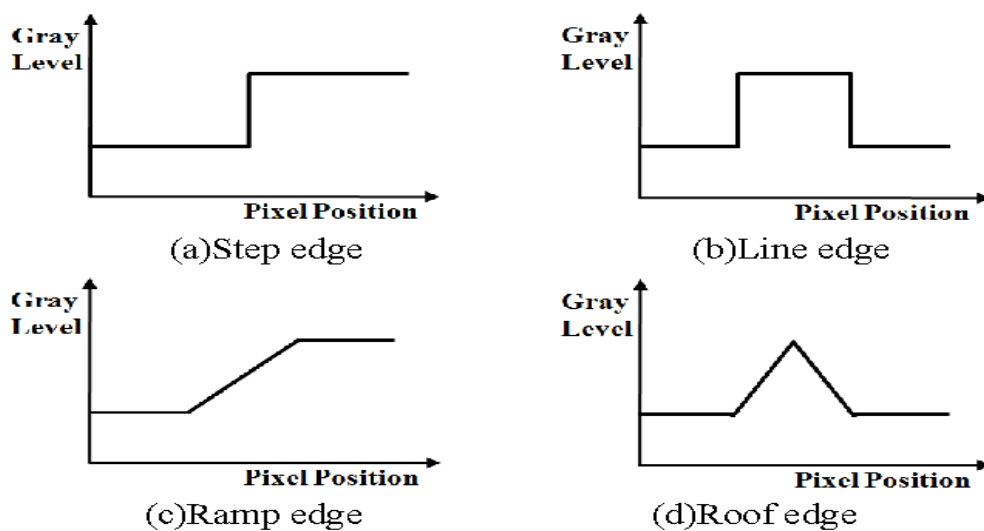 Gray
Level
Pixel Position
(a)Step edge
Gray
Level
Pixel Position
(b)Line edge
Gray
Level
Pixel Position
(c)Ramp edge
Gray
Level
Pixel Position
(d)Roof edge